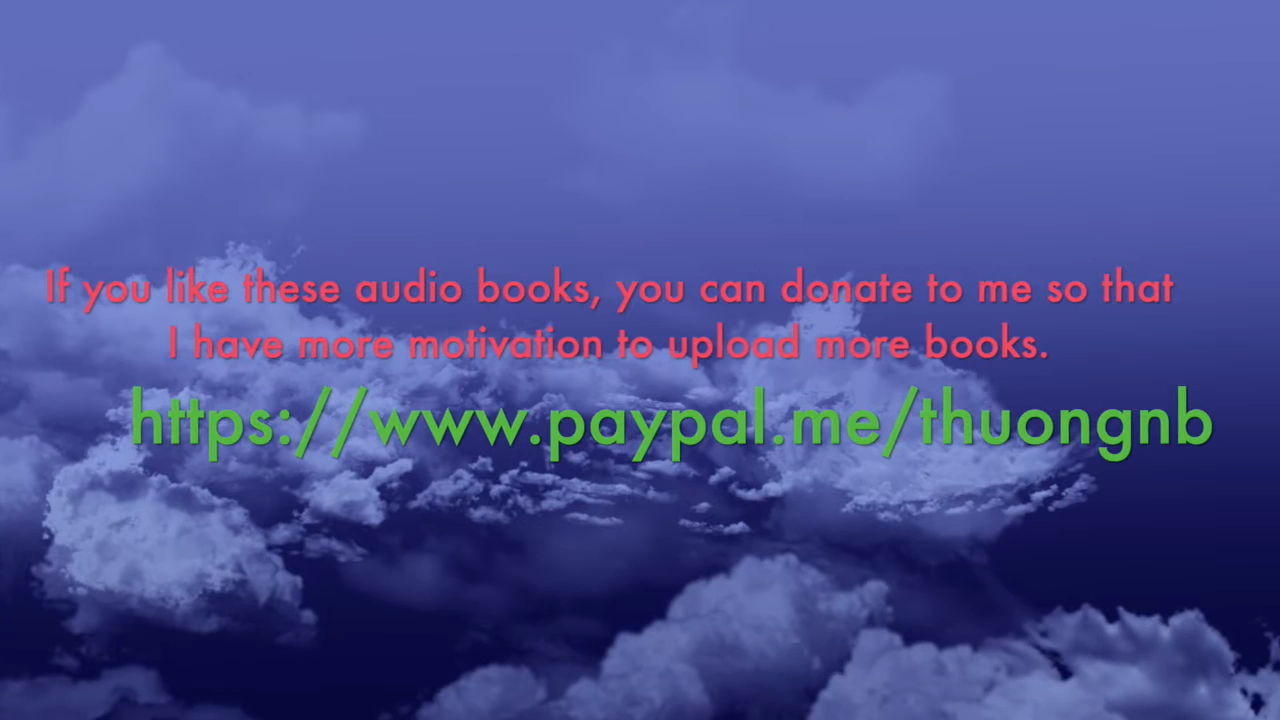 If you like these audio books, you can donate to me so that
I have more motivation to upload more books.
https://www.paypal.me/thuongnb